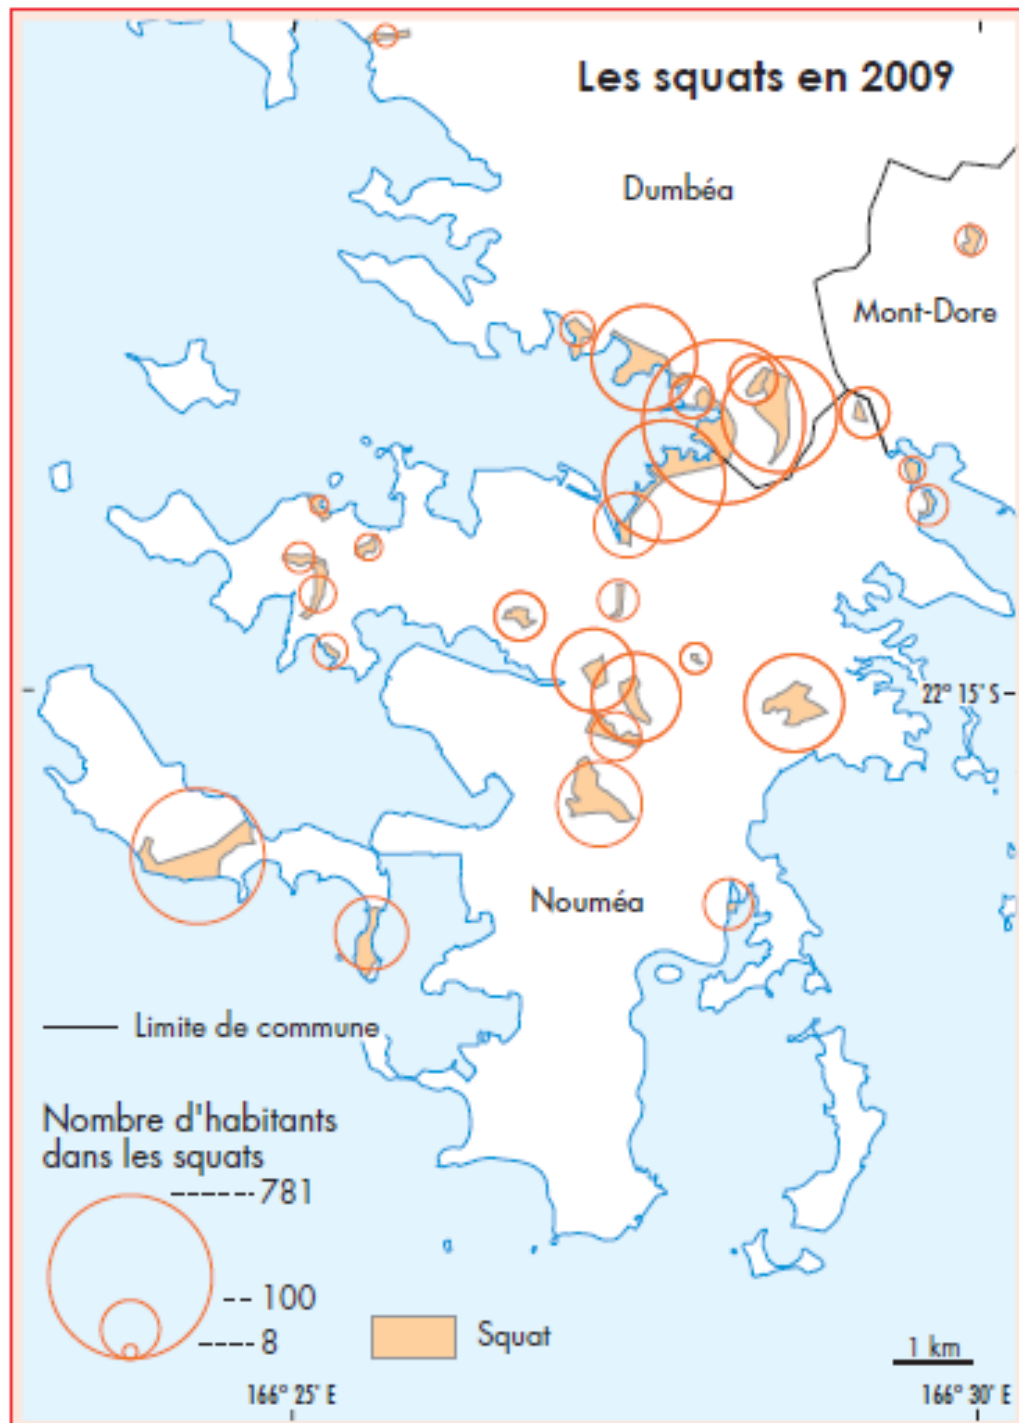 Les squats en 2009
Dumbéa
Mont-Dore
22° 15' S
Nouméa
Limite de commune
Nombre d'habitants
dans les squats
781
100
8
Squat
1 km
166° 25' E
166° 30' E